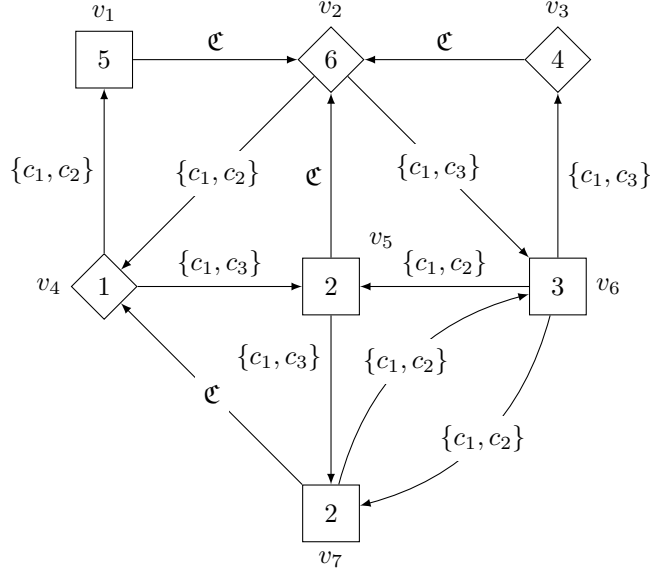 v₁ v₂ v₃
5 ℭ 6 ℭ 4
{c₁, c₂} {c₁, c₂} ℭ {c₁, c₃} {c₁, c₃}
v₅
v₄ 1 {c₁, c₃} 2 {c₁, c₂} 3 v₆
{c₁, c₃} {c₁, c₂}
ℭ
{c₁, c₂}
2
v₇